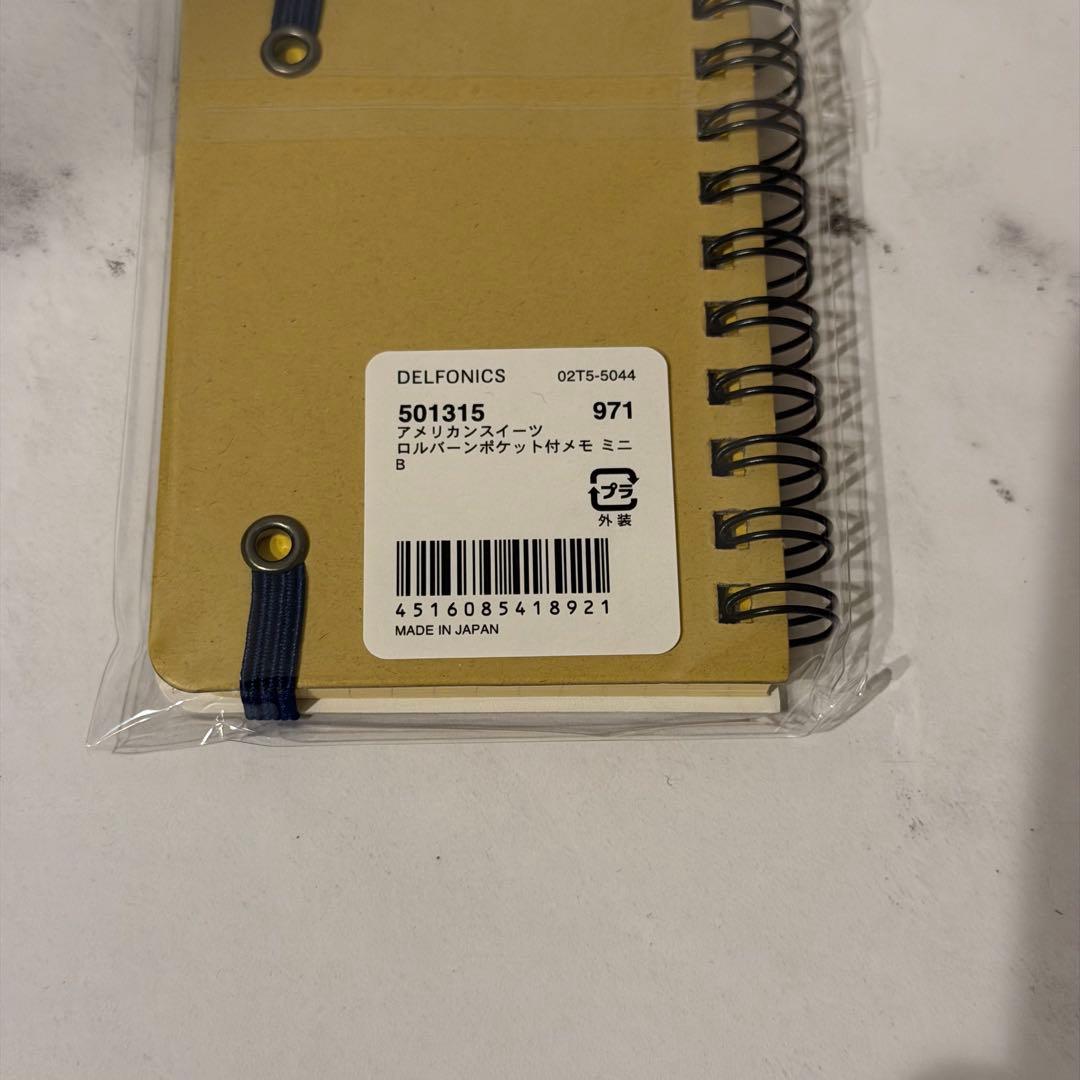 DELFONICS 02T5-5044
501315 971
アメリカンスイーツ
ロルバーンポケット付メモ ミニ
B
プラ
外装
4516085418921
MADE IN JAPAN